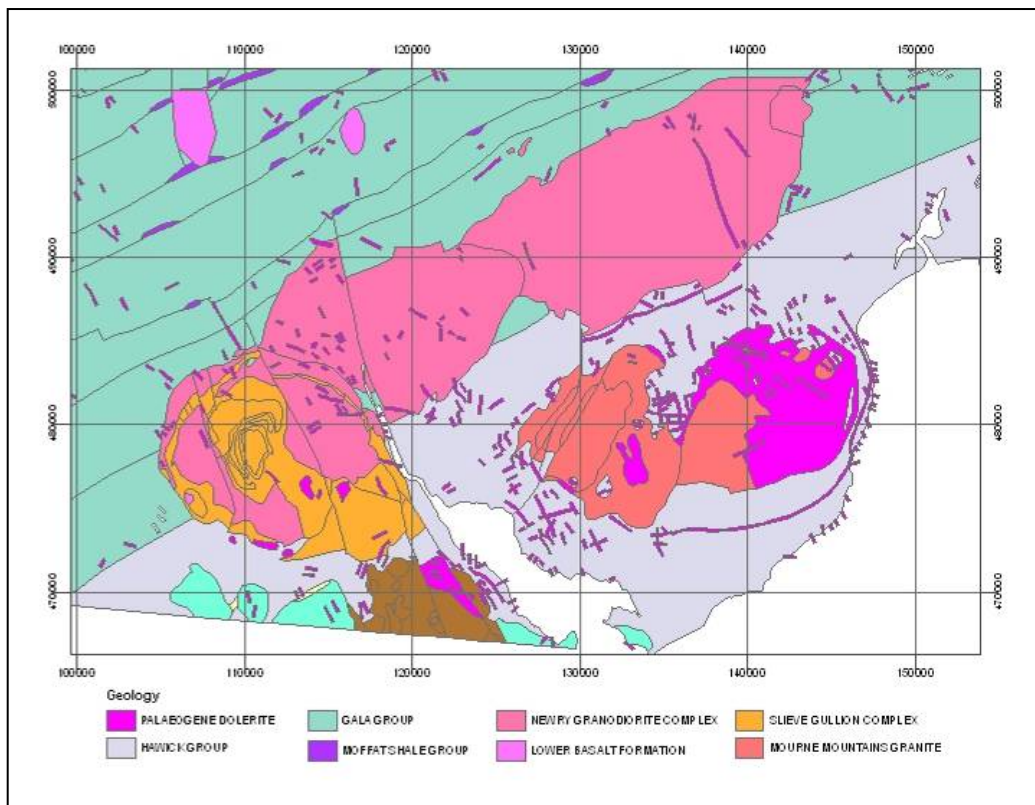 100000 110000 120000 130000 140000 150000
500000 500000
490000 490000
480000 480000
470000 470000
100000 110000 120000 130000 140000 150000
Geology
PALAEOGENE DOLERITE GALA GROUP NEWRY GRANODIORITE COMPLEX SLIEVE GULLION COMPLEX
HAWICK GROUP MOFFAT SHALE GROUP LOWER BASALT FORMATION MOURNE MOUNTAINS GRANITE